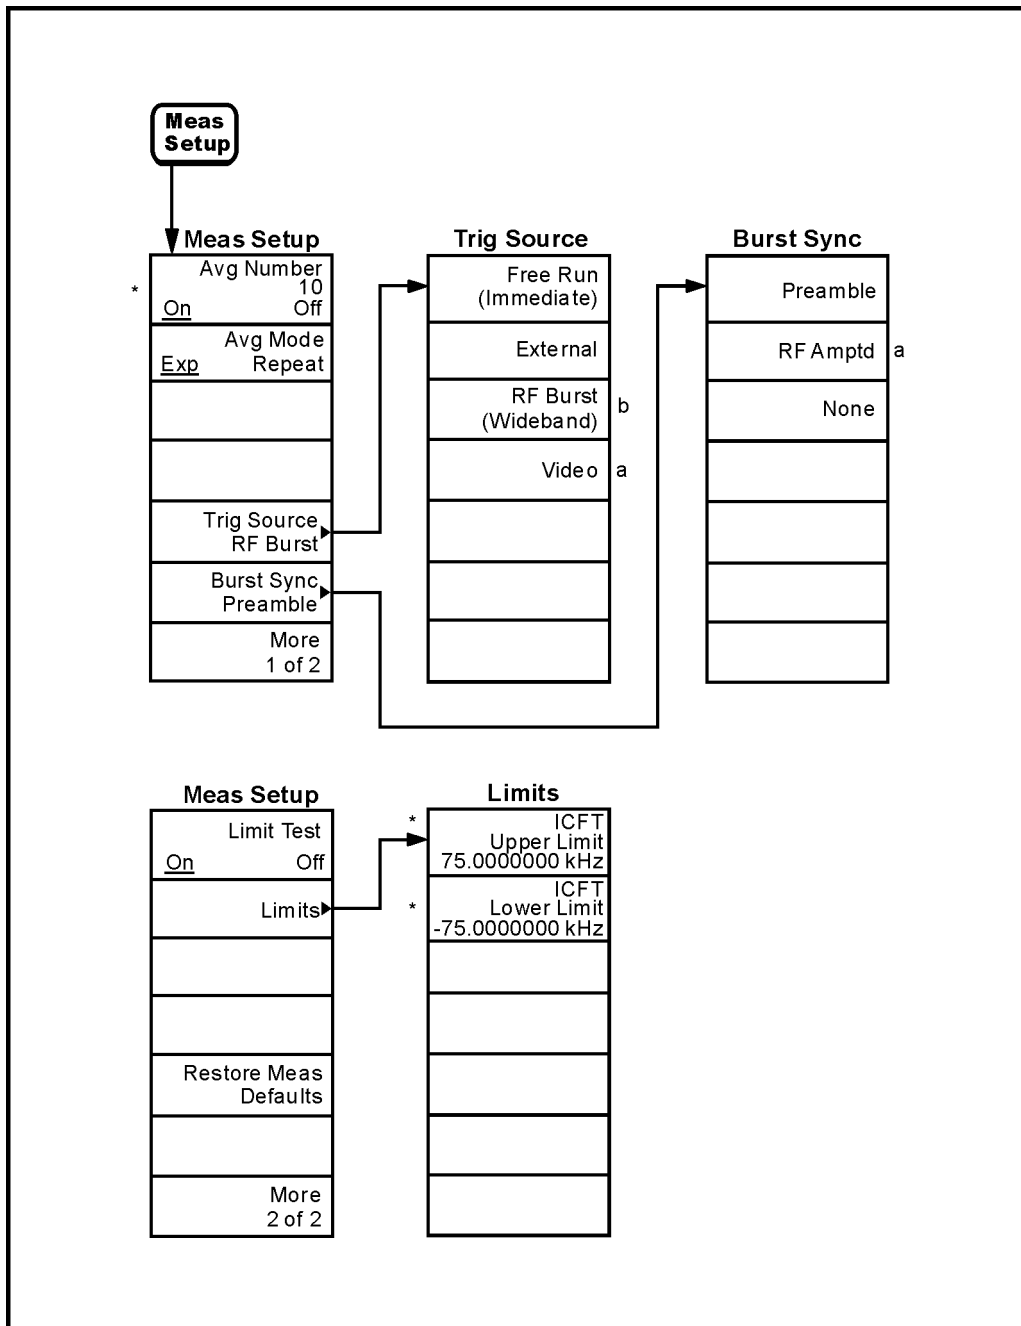 Meas
Setup
Meas Setup
Avg Number
10
*
On Off
Avg Mode
Exp Repeat
Trig Source
RF Burst
Burst Sync
Preamble
More
1 of 2
Trig Source
Free Run
(Immediate)
External
RF Burst
(Wideband)
b
Video a
Burst Sync
Preamble
RF Amptd a
None
Meas Setup
Limit Test
On Off
Limits
Restore Meas
Defaults
More
2 of 2
Limits
*
ICFT
Upper Limit
75.0000000 kHz
ICFT
* Lower Limit
-75.0000000 kHz